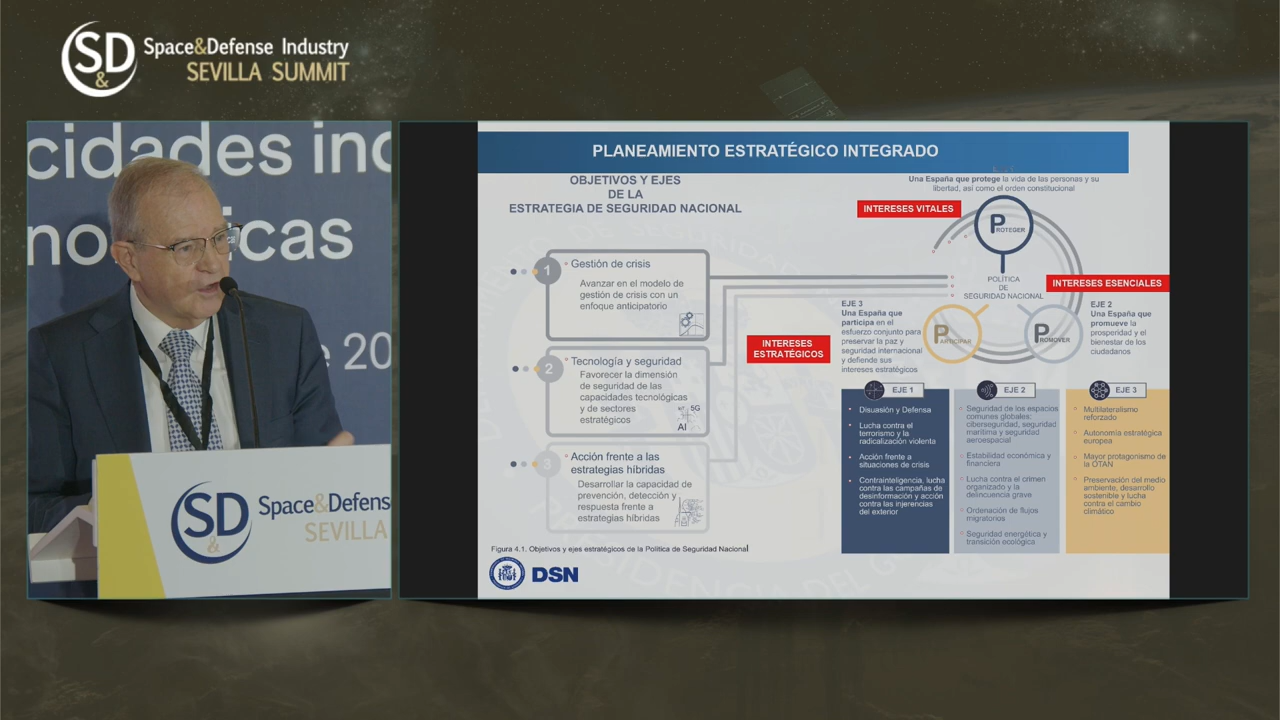 S&D
Space&Defense Industry
SEVILLA SUMMIT
cidades inc
no
icas
e 20
S&D
Space&Defens
SEVILLA
PLANEAMIENTO ESTRATÉGICO INTEGRADO
OBJETIVOS Y EJES
DE LA
ESTRATEGIA DE SEGURIDAD NACIONAL
1
Gestión de crisis
Avanzar en el modelo de
gestión de crisis con un
enfoque anticipatorio
2
Tecnología y seguridad
Favorecer la dimensión
de seguridad de las
capacidades tecnológicas
y de sectores
estratégicos
5G
AI
3
Acción frente a las
estrategias híbridas
Desarrollar la capacidad de
prevención, detección y
respuesta frente a
estrategias híbridas
Una España que protege la vida de las personas y su
libertad, así como el orden constitucional
INTERESES VITALES
PROTEGER
POLÍTICA
DE
SEGURIDAD NACIONAL
INTERESES ESENCIALES
EJE 3
Una España que
participa en el
esfuerzo conjunto para
preservar la paz y
seguridad internacional
y defiende sus
intereses estratégicos
PARTICIPAR
PROMOVER
EJE 2
Una España que
promueve la
prosperidad y el
bienestar de los
ciudadanos
INTERESES
ESTRATÉGICOS
EJE 1
Disuasión y Defensa
Lucha contra el
terrorismo y la
radicalización violenta
Acción frente a
situaciones de crisis
Contrainteligencia, lucha
contra las campañas de
desinformación y acción
contra las injerencias
del exterior
EJE 2
Seguridad de los espacios
comunes globales:
ciberseguridad, seguridad
marítima y seguridad
aeroespacial
Estabilidad económica y
financiera
Lucha contra el crimen
organizado y la
delincuencia grave
Ordenación de flujos
migratorios
Seguridad energética y
transición ecológica
EJE 3
Multilateralismo
reforzado
Autonomía estratégica
europea
Mayor protagonismo de
la OTAN
Preservación del medio
ambiente, desarrollo
sostenible y lucha
contra el cambio
climático
Figura 4.1. Objetivos y ejes estratégicos de la Política de Seguridad Nacional
DSN